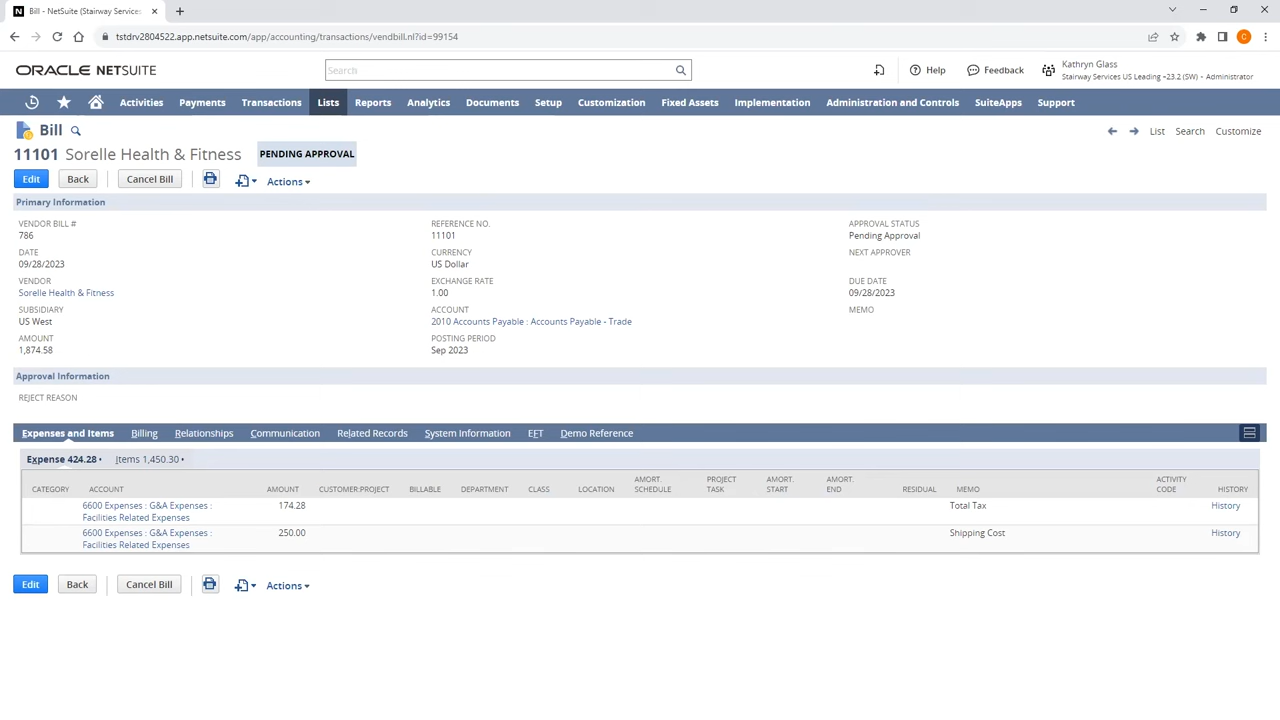 Bill - NetSuite (Stairway Services
tstdrv2804522.app.netsuite.com/app/accounting/transactions/vendbill.nl?id=99154
C
ORACLE NETSUITE
Search
Help
Feedback
Kathryn Glass
Stairway Services US Leading –23.2 (SW) - Administrator
Activities Payments Transactions Lists Reports Analytics Documents Setup Customization Fixed Assets Implementation Administration and Controls SuiteApps Support
Bill
List Search Customize
11101 Sorelle Health & Fitness PENDING APPROVAL
Edit Back Cancel Bill Actions
Primary Information
VENDOR BILL #
786
DATE
09/28/2023
VENDOR
Sorelle Health & Fitness
SUBSIDIARY
US West
AMOUNT
1,874.58
REFERENCE NO.
11101
CURRENCY
US Dollar
EXCHANGE RATE
1.00
ACCOUNT
2010 Accounts Payable : Accounts Payable - Trade
POSTING PERIOD
Sep 2023
APPROVAL STATUS
Pending Approval
NEXT APPROVER
DUE DATE
09/28/2023
MEMO
Approval Information
REJECT REASON
Expenses and Items Billing Relationships Communication Related Records System Information EFT Demo Reference
Expense 424.28 • Items 1,450.30 •
CATEGORY ACCOUNT AMOUNT CUSTOMER:PROJECT BILLABLE DEPARTMENT CLASS LOCATION AMORT. SCHEDULE PROJECT TASK AMORT. START AMORT. END RESIDUAL MEMO ACTIVITY CODE HISTORY
6600 Expenses : G&A Expenses : 174.28 Total Tax History
Facilities Related Expenses
6600 Expenses : G&A Expenses : 250.00 Shipping Cost History
Facilities Related Expenses
Edit Back Cancel Bill Actions